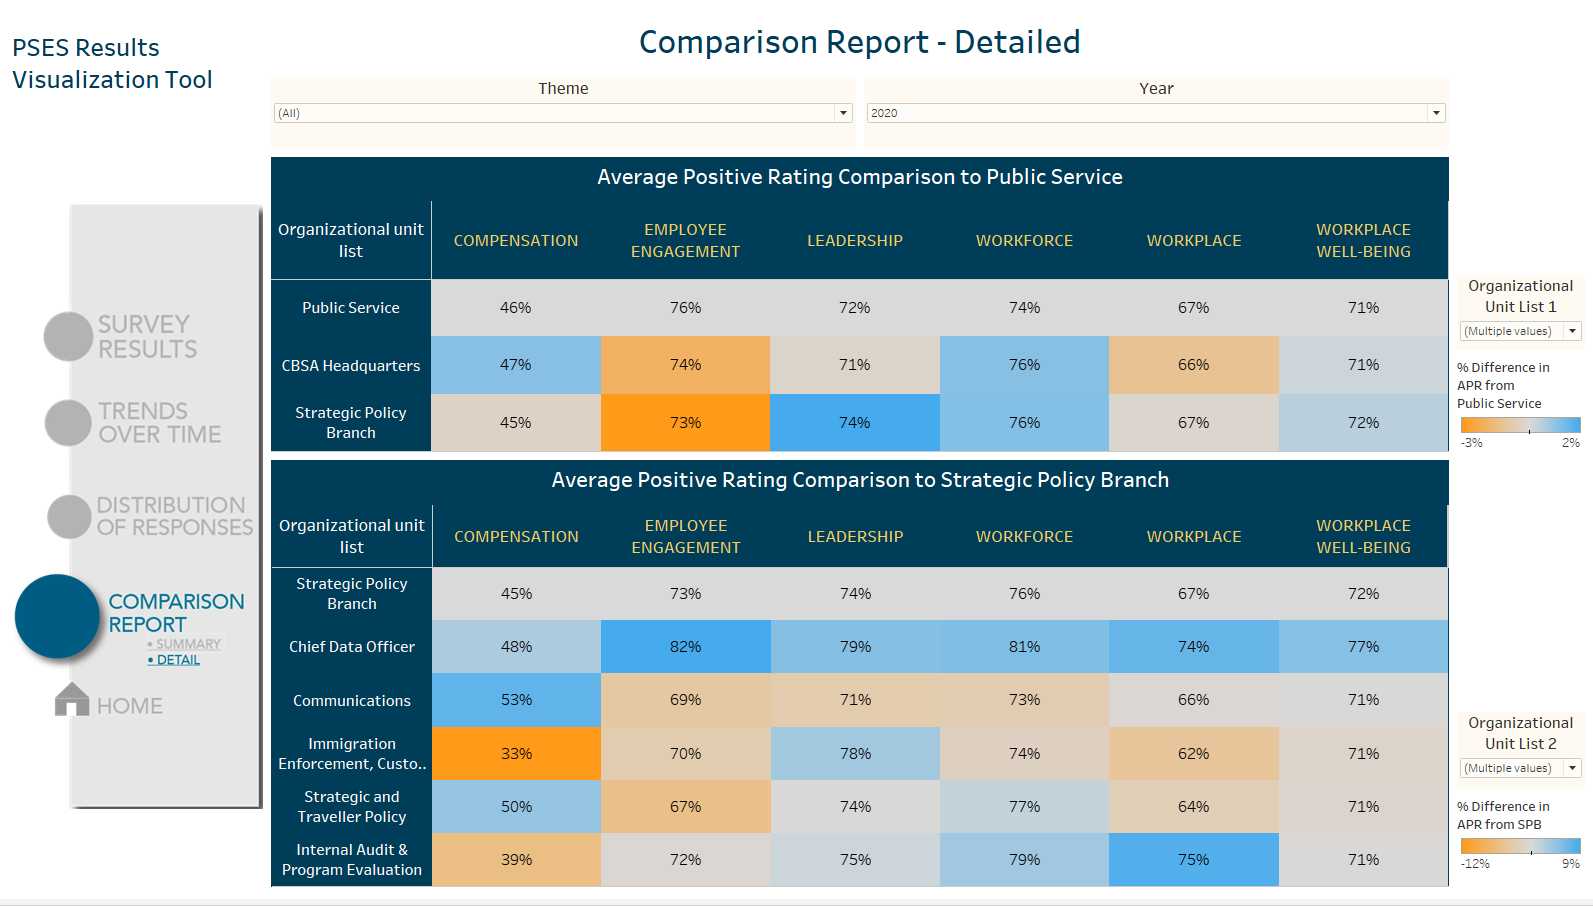 PSES Results
Visualization Tool
Comparison Report - Detailed
Theme
Year
(All)
2020
Average Positive Rating Comparison to Public Service
Organizational unit
list
COMPENSATION
EMPLOYEE
ENGAGEMENT
LEADERSHIP
WORKFORCE
WORKPLACE
WORKPLACE
WELL-BEING
Public Service 46% 76% 72% 74% 67% 71%
CBSA Headquarters 47% 74% 71% 76% 66% 71%
Strategic Policy
Branch
45% 73% 74% 76% 67% 72%
Organizational
Unit List 1
(Multiple values)
% Difference in
APR from
Public Service
-3% 2%
SURVEY
RESULTS
TRENDS
OVER TIME
DISTRIBUTION
OF RESPONSES
COMPARISON
REPORT
• SUMMARY
• DETAIL
HOME
Average Positive Rating Comparison to Strategic Policy Branch
Organizational unit
list
COMPENSATION
EMPLOYEE
ENGAGEMENT
LEADERSHIP
WORKFORCE
WORKPLACE
WORKPLACE
WELL-BEING
Strategic Policy
Branch
45% 73% 74% 76% 67% 72%
Chief Data Officer 48% 82% 79% 81% 74% 77%
Communications 53% 69% 71% 73% 66% 71%
Immigration
Enforcement, Custo..
33% 70% 78% 74% 62% 71%
Strategic and
Traveller Policy
50% 67% 74% 77% 64% 71%
Internal Audit &
Program Evaluation
39% 72% 75% 79% 75% 71%
Organizational
Unit List 2
(Multiple values)
% Difference in
APR from SPB
-12% 9%